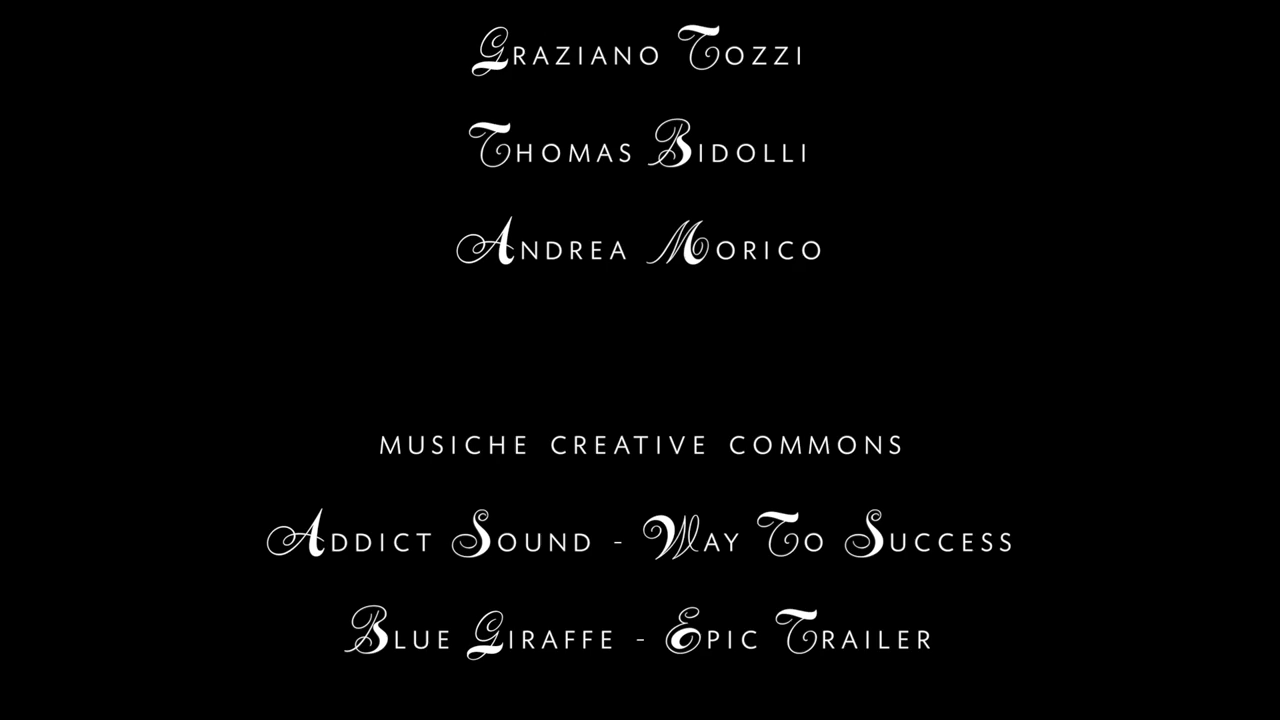 Graziano Tozzi
Thomas Bidolli
Andrea Morico
MUSICHE CREATIVE COMMONS
Addict Sound - Way To Success
Blue Giraffe - Epic Trailer